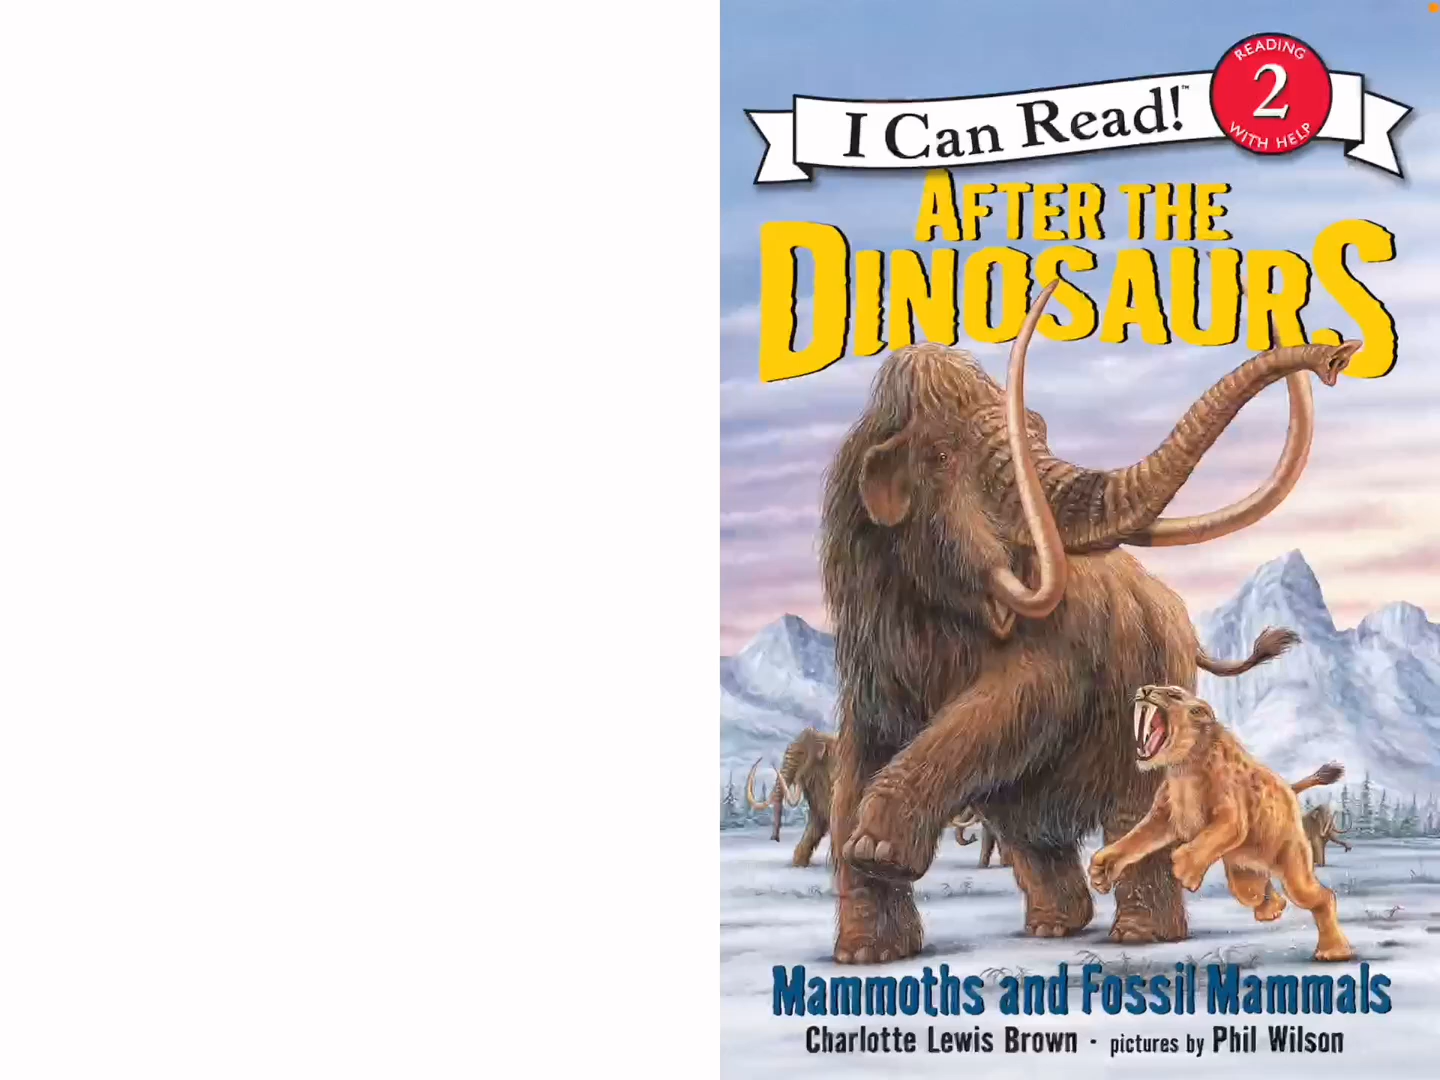 READING
2
WITH HELP
I Can Read!™
AFTER THE
DINOSAURS
Mammoths and Fossil Mammals
Charlotte Lewis Brown · pictures by Phil Wilson